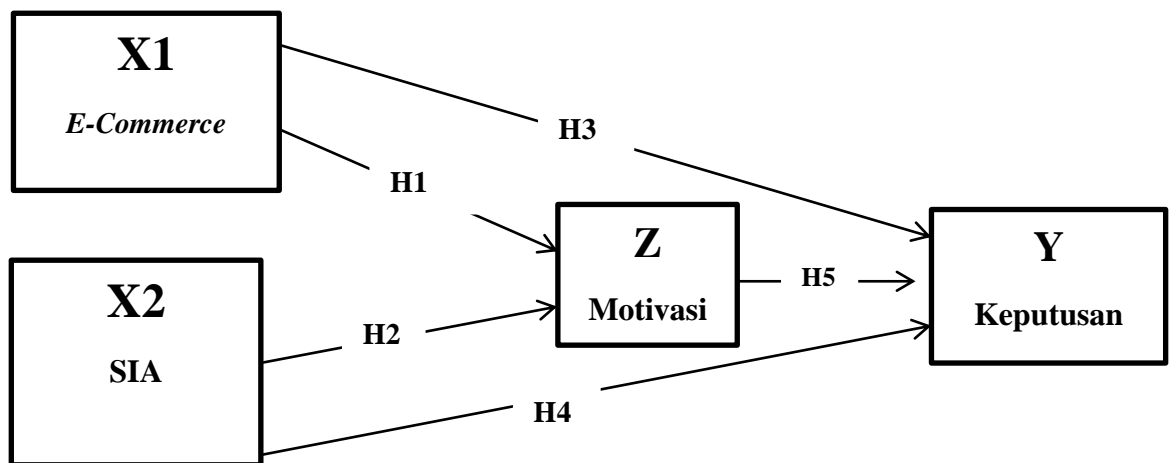 X1
E-Commerce
H3
H1
Z
Motivasi
H5
Y
Keputusan
X2
SIA
H2
H4